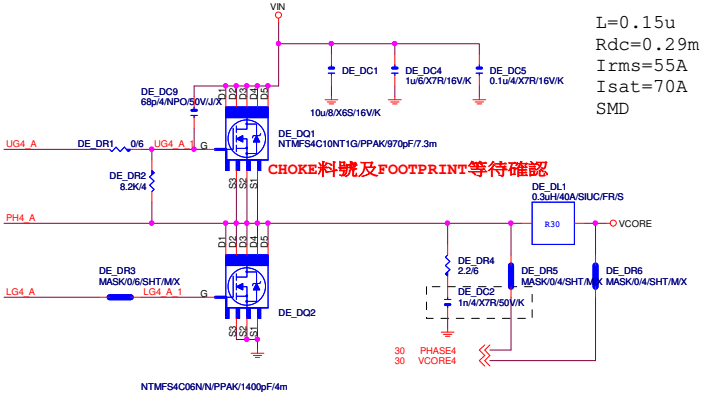 VIN
L=0.15u
Rdc=0.29m
Irms=55A
Isat=70A
SMD
DE_DC9
68p/4/NPO/50V/J/X
D1
D2
D3
D4
D5
DE_DC1
10u/8/X6S/16V/K
DE_DC4
1u/6/X7R/16V/K
DE_DC5
0.1u/4/X7R/16V/K
UG4_A
DE_DR1
0/6
UG4_A_1
G
DE_DQ1
NTMFS4C10NT1G/PPAK/970pF/7.3m
DE_DR2
8.2K/4
S3
S2
S1
CHOKE料號及FOOTPRINT等待確認
DE_DL1
0.3uH/40A/SIUC/FR/S
R30
VCORE
PH4_A
D1
D2
D3
D4
D5
DE_DR3
MASK/0/6/SHT/M/X
LG4_A
LG4_A_1
G
DE_DQ2
S3
S2
S1
NTMFS4C06N/N/PPAK/1400pF/4m
DE_DR4
2.2/6
DE_DC2
1n/4/X7R/50V/K
DE_DR5
MASK/0/4/SHT/M/X
DE_DR6
MASK/0/4/SHT/M/X
30 PHASE4
30 VCORE4